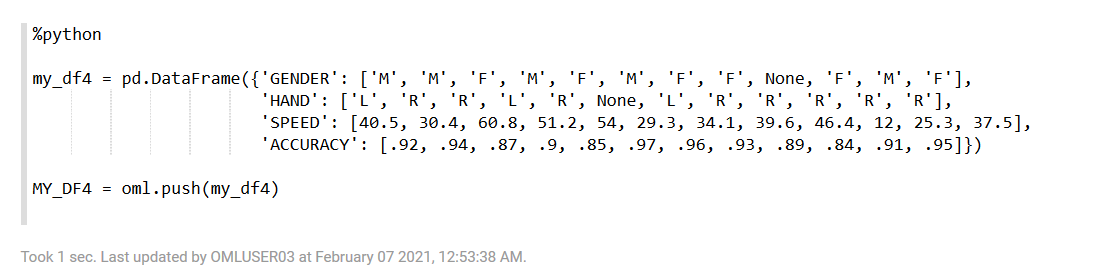 %python
my_df4 = pd.DataFrame({'GENDER': ['M', 'M', 'F', 'M', 'F', 'M', 'F', 'F', None, 'F', 'M', 'F'],
'HAND': ['L', 'R', 'R', 'L', 'R', None, 'L', 'R', 'R', 'R', 'R', 'R'],
'SPEED': [40.5, 30.4, 60.8, 51.2, 54, 29.3, 34.1, 39.6, 46.4, 12, 25.3, 37.5],
'ACCURACY': [.92, .94, .87, .9, .85, .97, .96, .93, .89, .84, .91, .95]})
MY_DF4 = oml.push(my_df4)
Took 1 sec. Last updated by OMLUSER03 at February 07 2021, 12:53:38 AM.